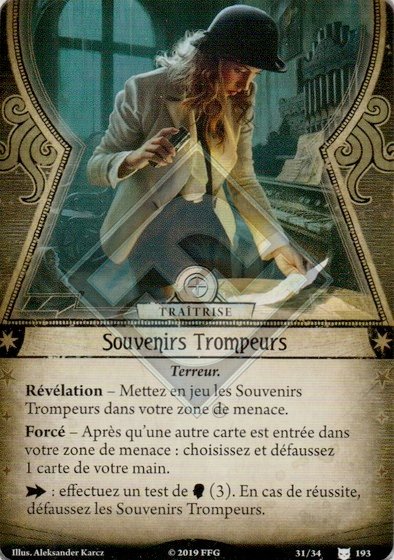 TRAÎTRISE
Souvenirs Trompeurs
Terreur.
Révélation – Mettez en jeu les Souvenirs
Trompeurs dans votre zone de menace.
Forcé – Après qu'une autre carte est entrée dans
votre zone de menace : choisissez et défaussez
1 carte de votre main.
: effectuez un test de (3). En cas de réussite,
défaussez les Souvenirs Trompeurs.
Illus. Aleksander Karcz © 2019 FFG 31/34 193